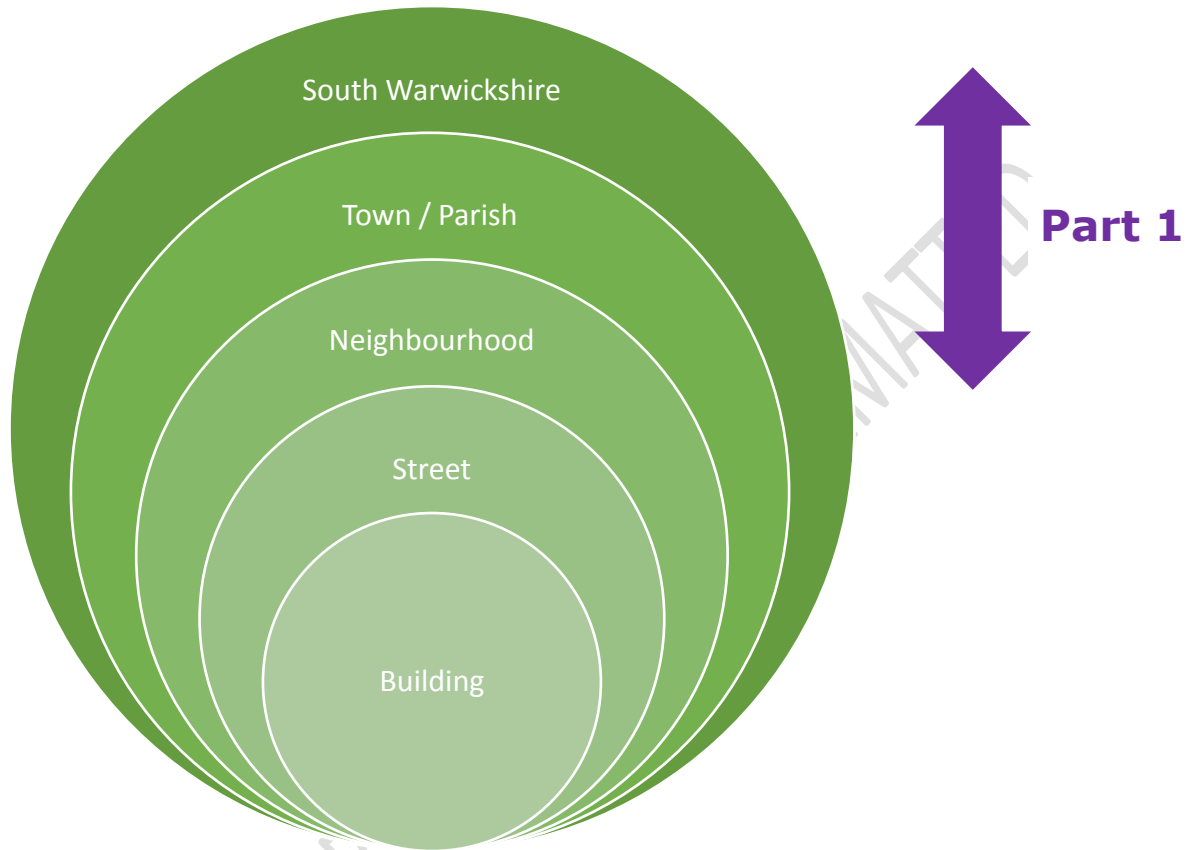 South Warwickshire
Town / Parish
Part 1
Neighbourhood
Street
Building